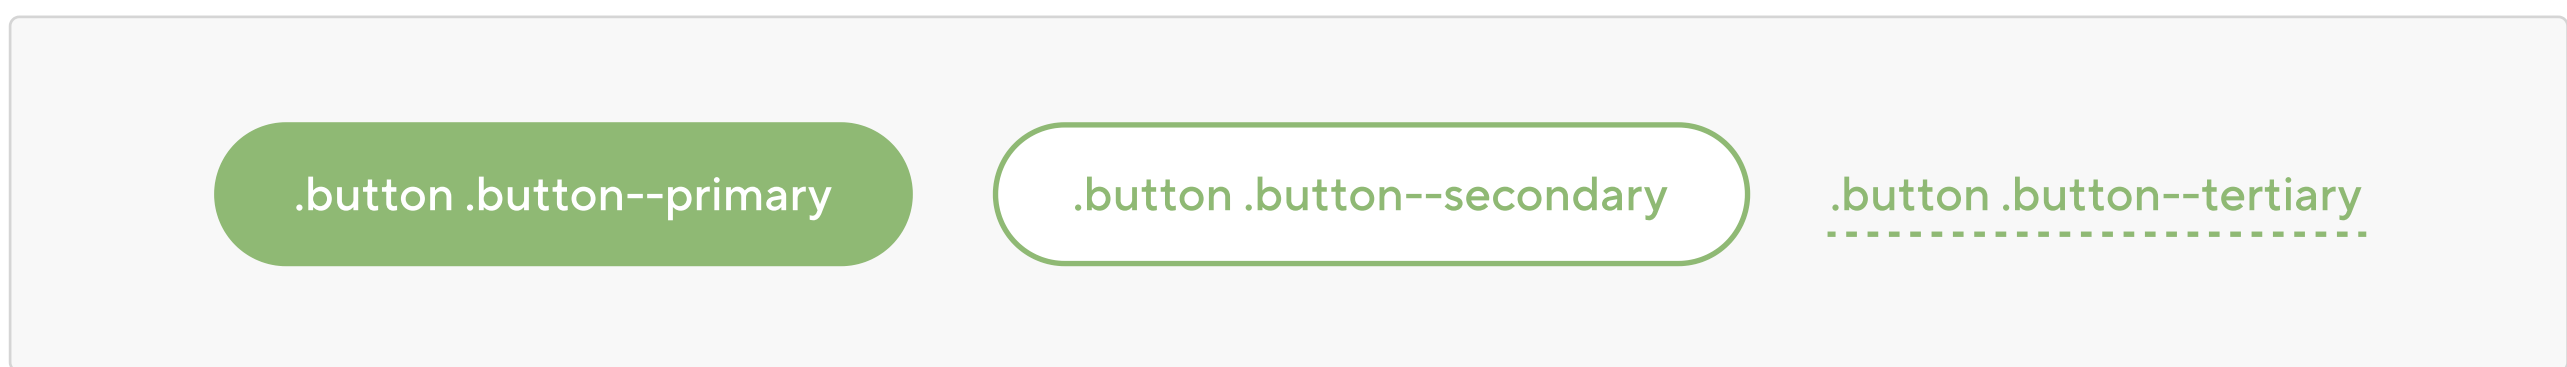 .button .button--primary
.button .button--secondary
.button .button--tertiary